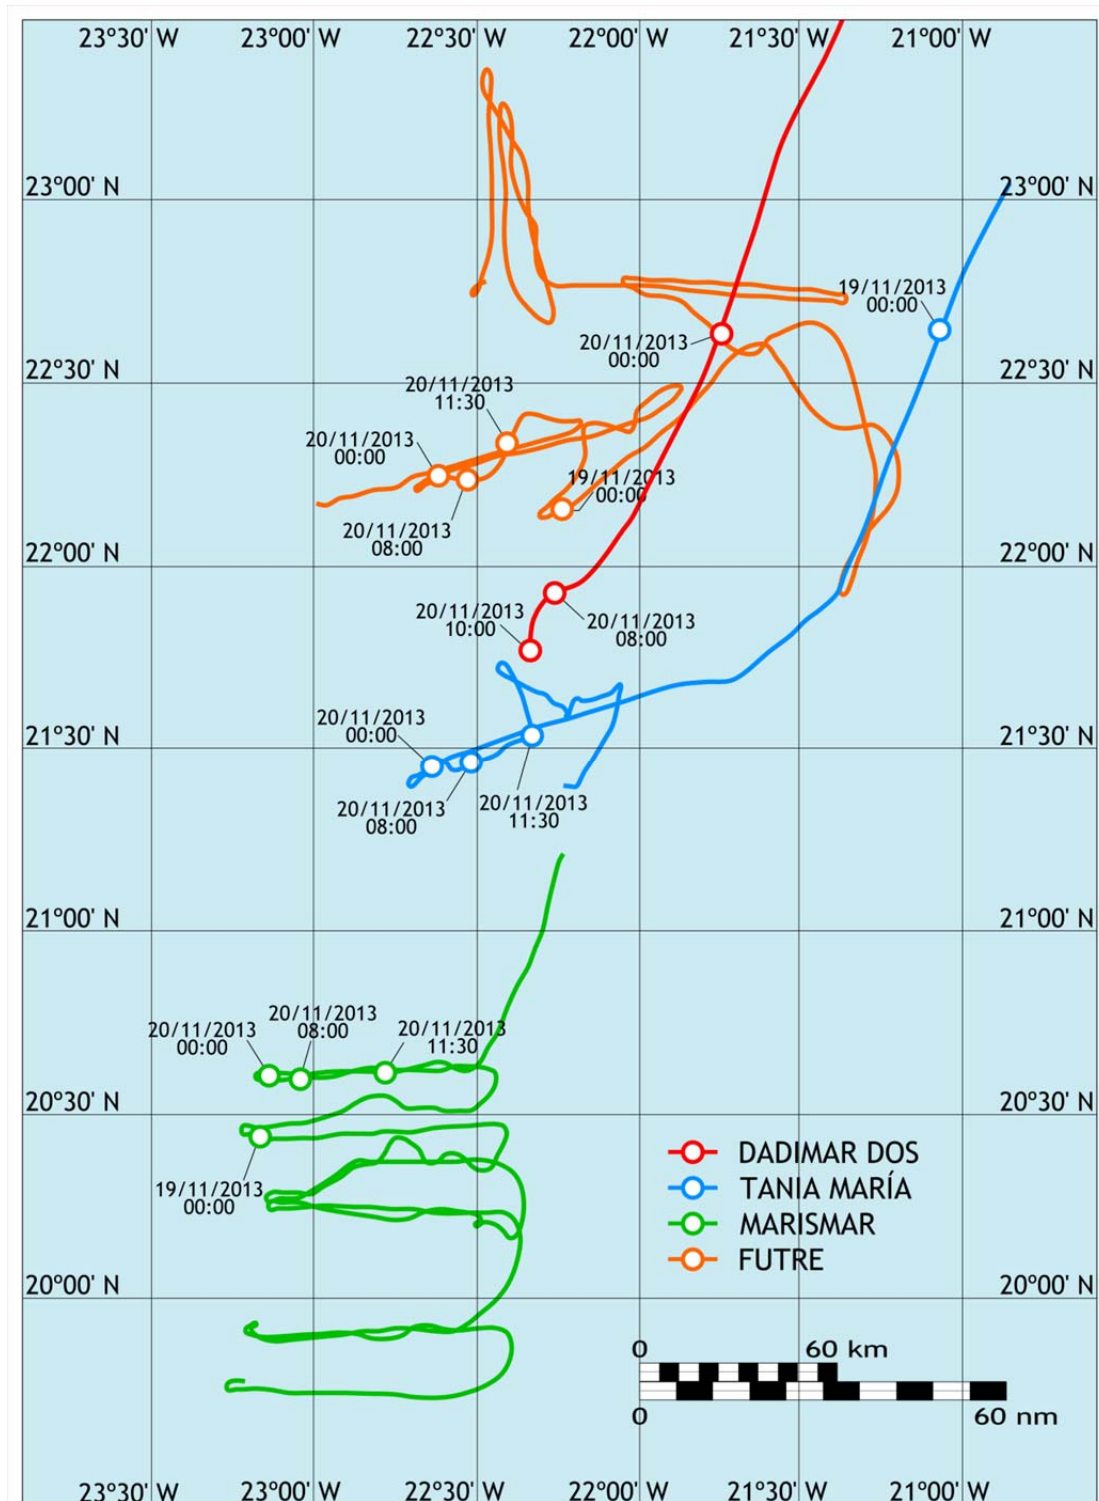 23°30' W 23°00' W 22°30' W 22°00' W 21°30' W 21°00' W
23°00' N 23°00' N
19/11/2013
00:00
20/11/2013
00:00
22°30' N 22°30' N
20/11/2013
11:30
20/11/2013
00:00
19/11/2013
00:00
20/11/2013
08:00
22°00' N 22°00' N
20/11/2013
10:00
20/11/2013
08:00
20/11/2013
00:00
21°30' N 21°30' N
20/11/2013
08:00
20/11/2013
11:30
21°00' N 21°00' N
20/11/2013
08:00
20/11/2013
00:00
20/11/2013
11:30
20°30' N 20°30' N
19/11/2013
00:00
DADIMAR DOS
TANIA MARÍA
MARISMAR
FUTRE
20°00' N 20°00' N
0 60 km
0 60 nm
23°30' W 23°00' W 22°30' W 22°00' W 21°30' W 21°00' W